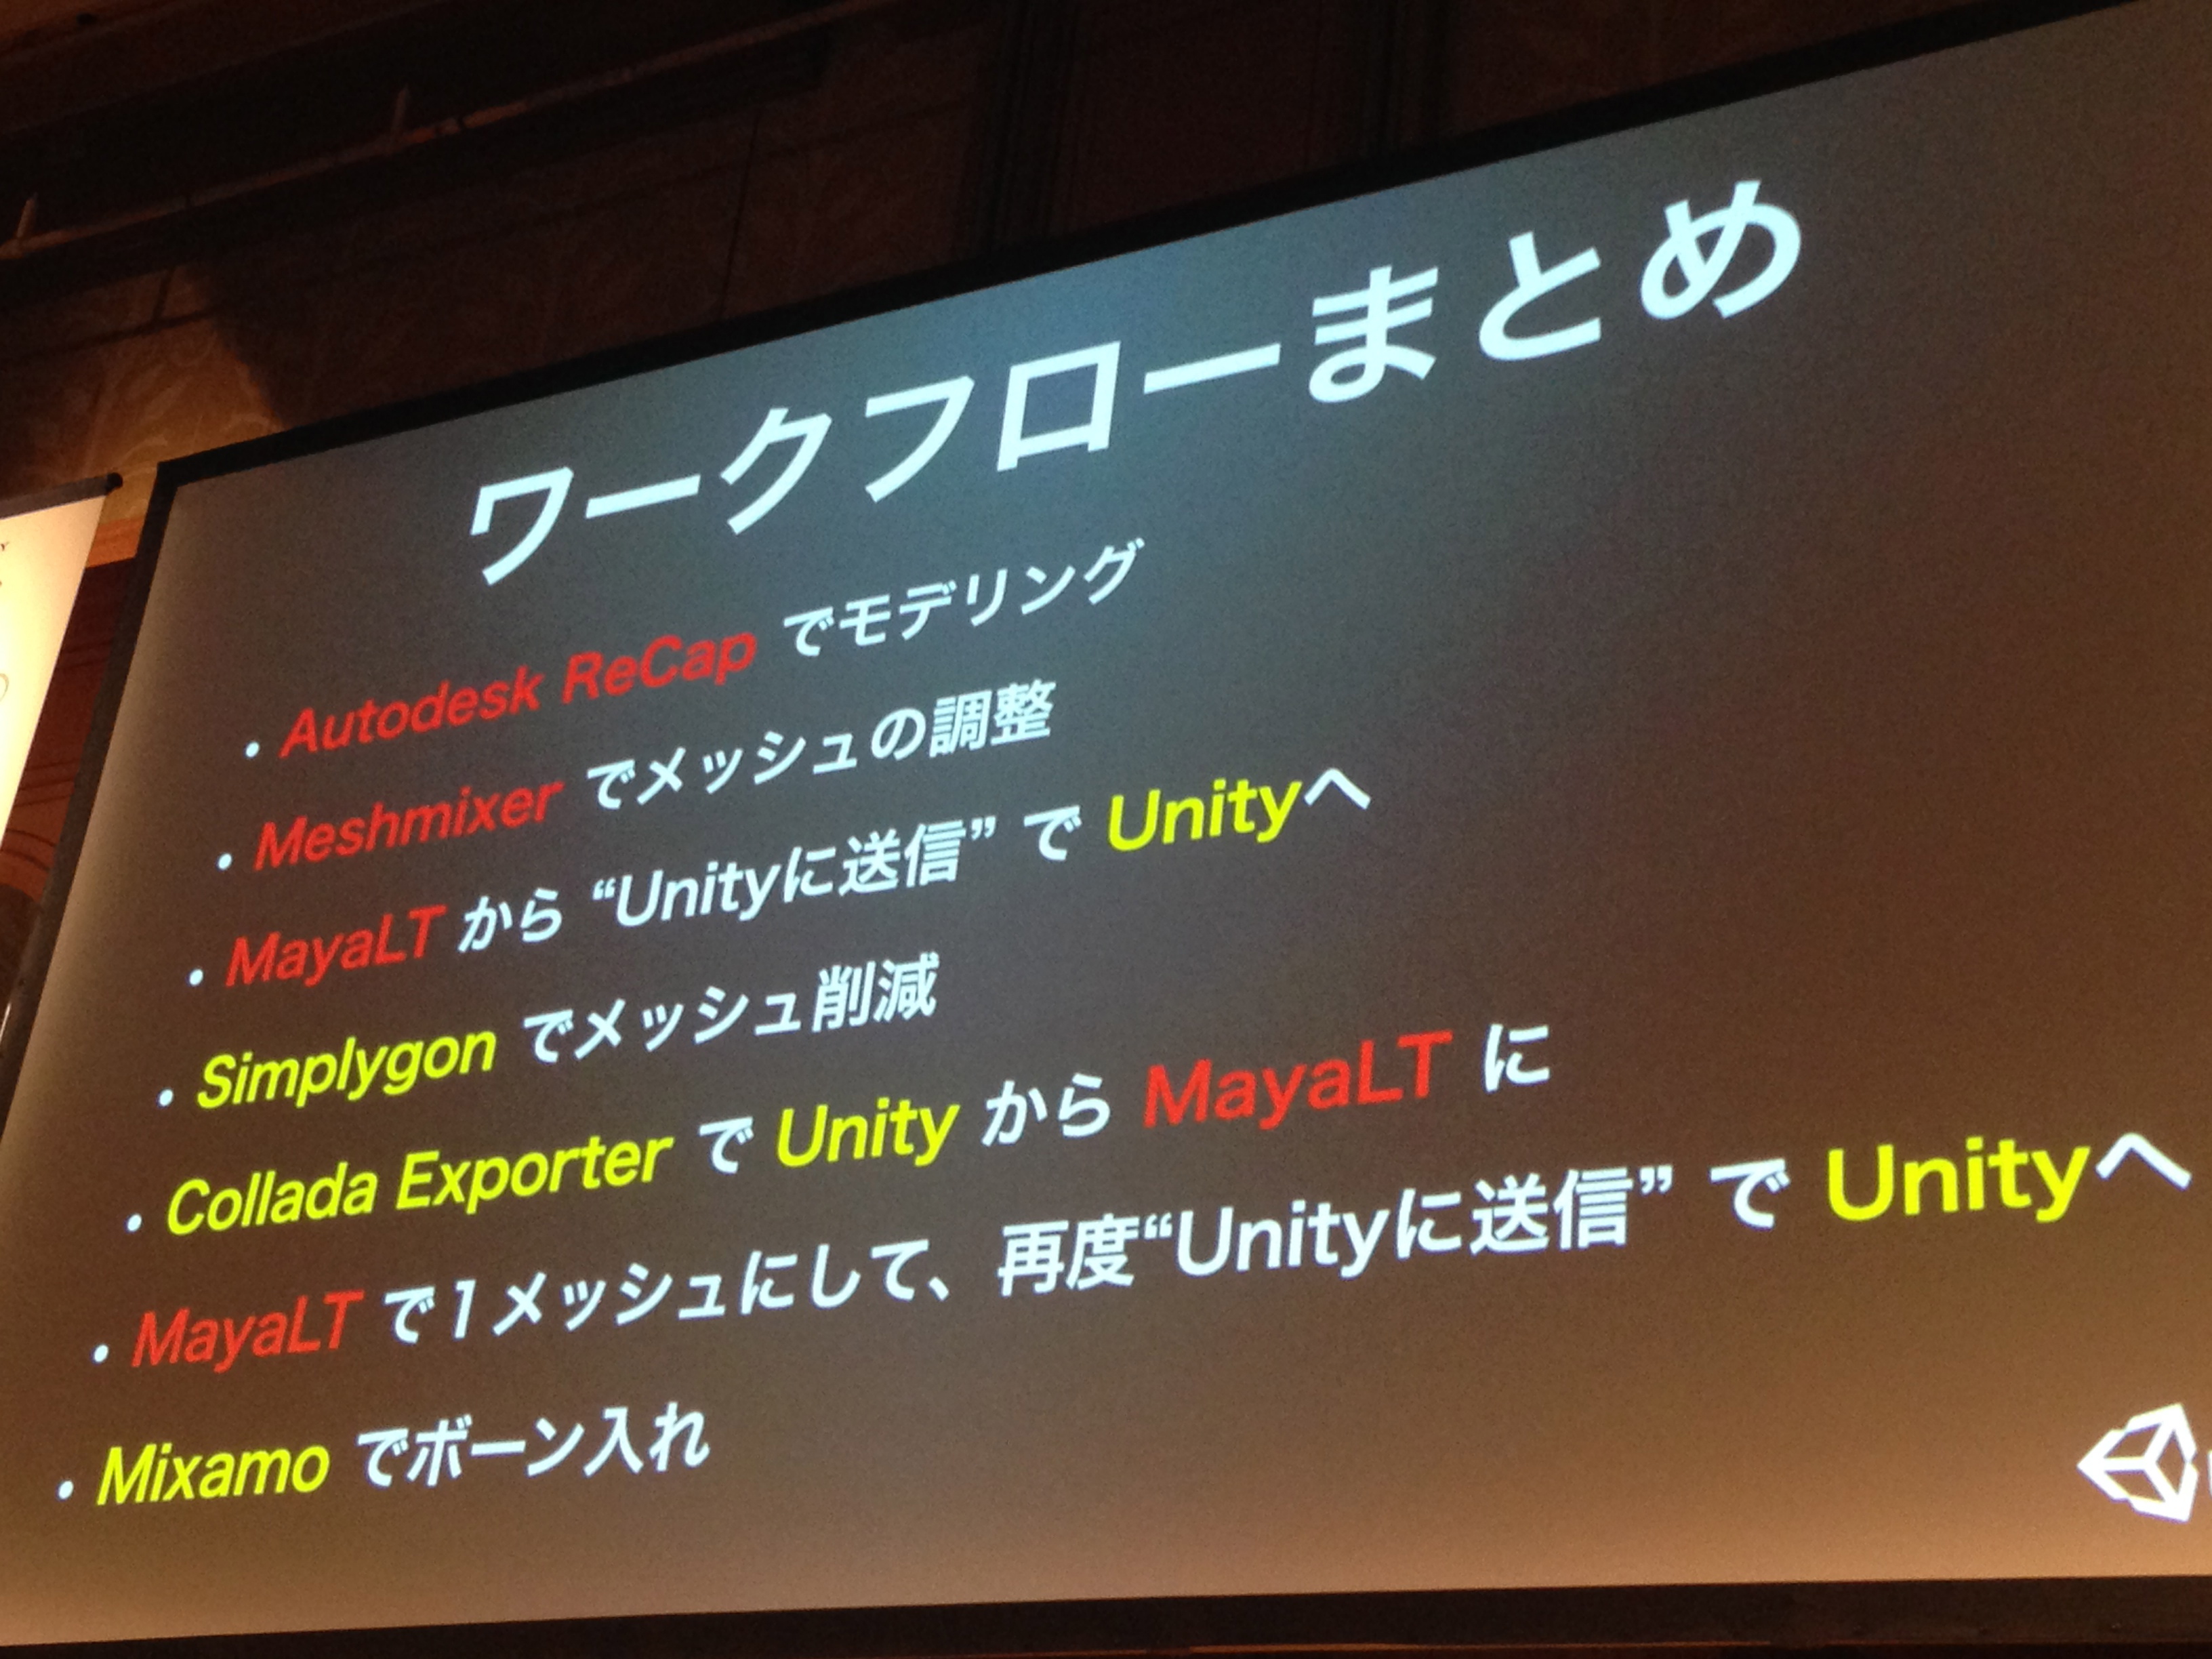 ワークフローまとめ
・Autodesk ReCap でモデリング
・Meshmixer でメッシュの調整
・MayaLT から “Unityに送信” で Unityへ
・Simplygon でメッシュ削減
・Collada Exporter で Unity から MayaLT に
・MayaLT で1メッシュにして、再度“Unityに送信” で Unityへ
・Mixamo でボーン入れ